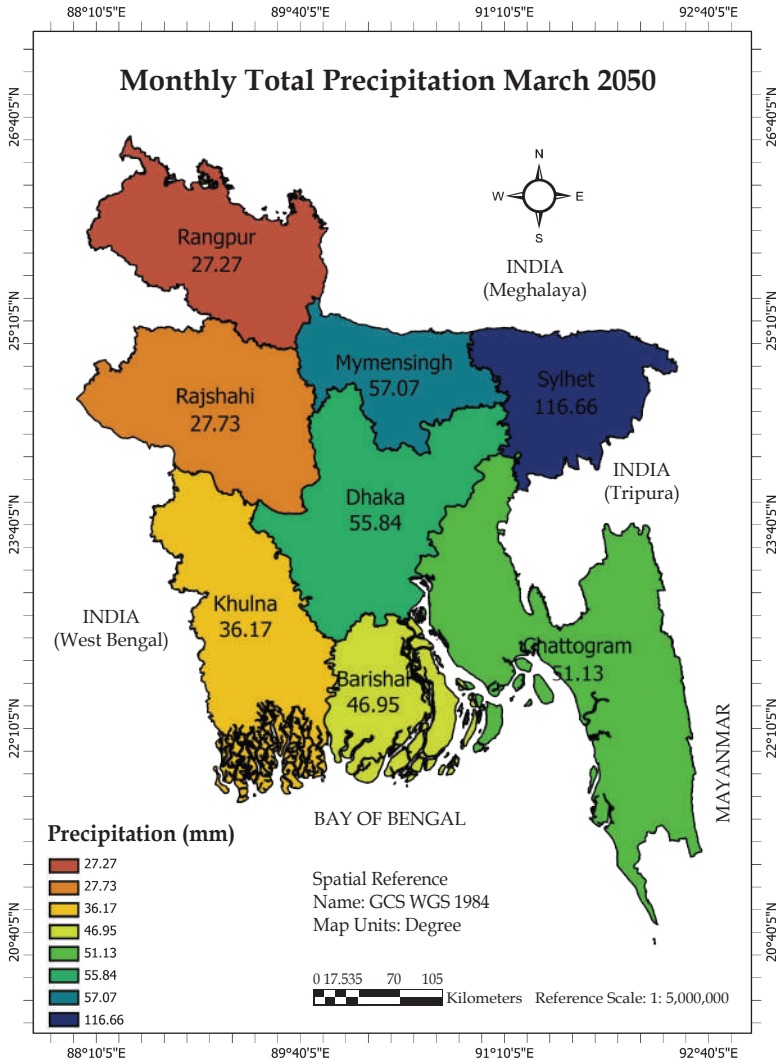 88°10'5"E 89°40'5"E 91°10'5"E 92°40'5"E
Monthly Total Precipitation March 2050
26°40'5"N
26°40'5"N
N
W E
S
Rangpur
27.27
INDIA
(Meghalaya)
25°10'5"N
25°10'5"N
Mymensingh
57.07
Sylhet
116.66
Rajshahi
27.73
INDIA
(Tripura)
Dhaka
55.84
23°40'5"N
23°40'5"N
Khulna
36.17
INDIA
(West Bengal)
Chattogram
51.13
Barishal
46.95
22°10'5"N
22°10'5"N
MAYANMAR
BAY OF BENGAL
Precipitation (mm)
27.27
27.73
36.17
46.95
51.13
55.84
57.07
116.66
Spatial Reference
Name: GCS WGS 1984
Map Units: Degree
20°40'5"N
20°40'5"N
0 17.535 70 105
Kilometers Reference Scale: 1: 5,000,000
88°10'5"E 89°40'5"E 91°10'5"E 92°40'5"E